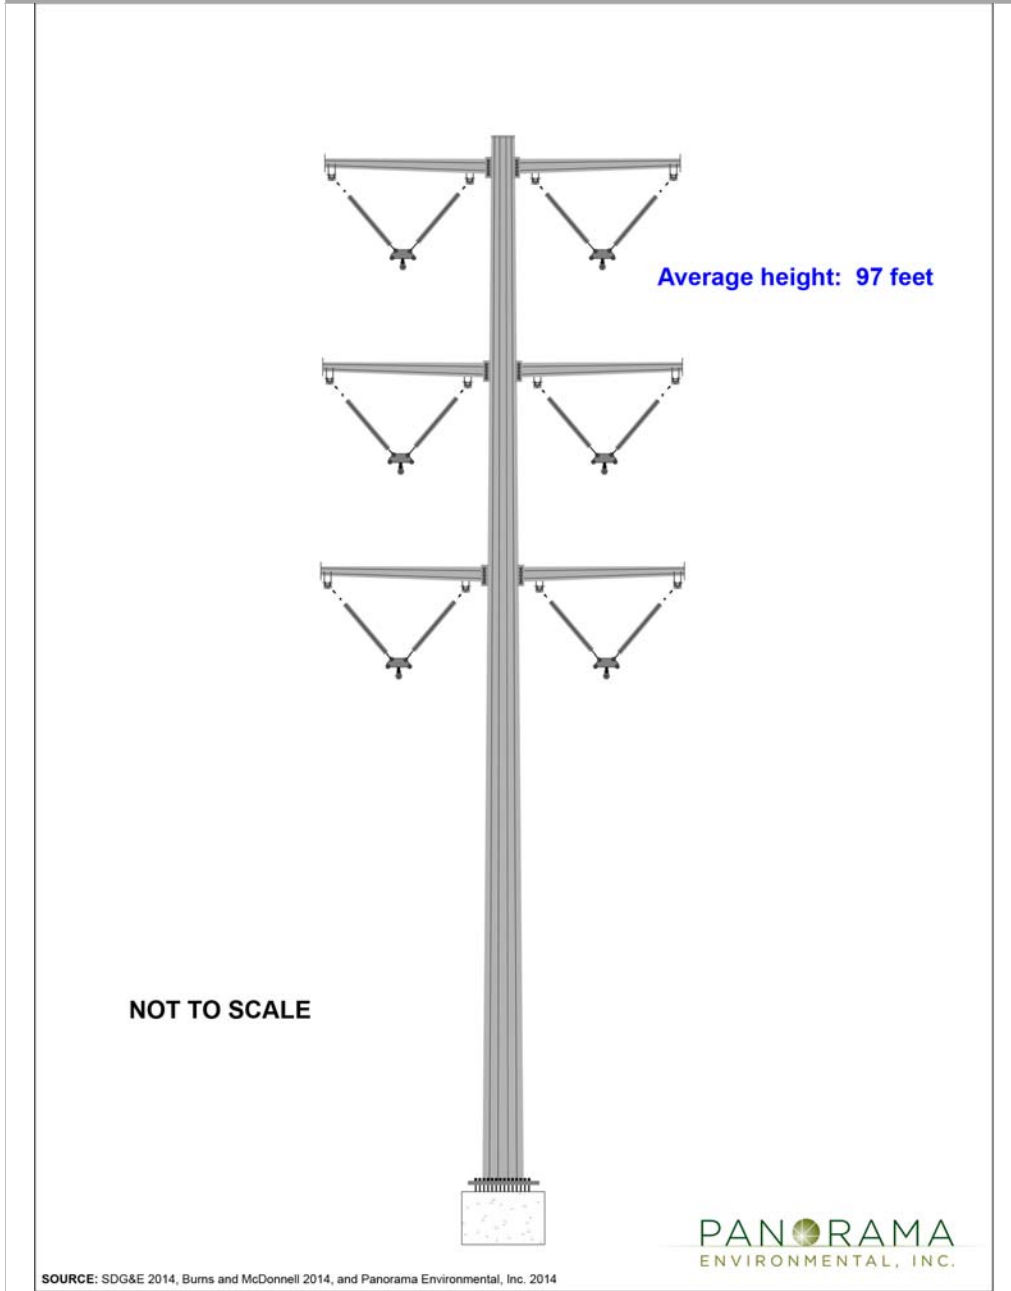 Average height:  97 feet
NOT TO SCALE
PANORAMA
ENVIRONMENTAL, INC.
SOURCE: SDG&E 2014, Burns and McDonnell 2014, and Panorama Environmental, Inc. 2014